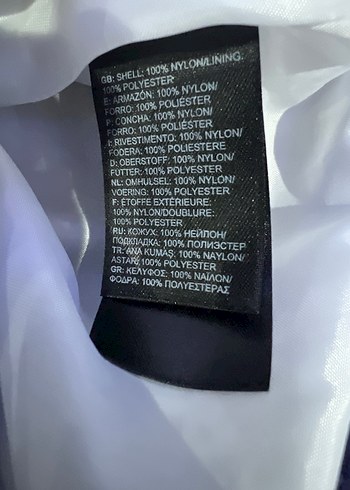 GB: SHELL: 100% NYLON/LINING:
100% POLYESTER
E: ARMAZÓN: 100% NYLON/
FORRO: 100% POLIÉSTER
P: CONCHA: 100% NYLON/
FORRO: 100% POLIÉSTER
I: RIVESTIMENTO: 100% NYLON/
FODERA: 100% POLIESTERE
D: OBERSTOFF: 100% NYLON/
FUTTER: 100% POLYESTER
NL: OMHULSEL: 100% NYLON/
VOERING: 100% POLYESTER
F: ÉTOFFE EXTÉRIEURE:
100% NYLON/DOUBLURE:
100% POLYESTER
RU: КОЖУХ: 100% НЕЙЛОН/
ПОДКЛАДКА: 100% ПОЛИЭСТЕР
TR: ANA KUMAŞ: 100% NAYLON/
ASTAR: 100% POLYESTER
GR: ΚΕΛΥΦΟΣ: 100% ΝΑΪΛΟΝ/
ΦΟΔΡΑ: 100% ΠΟΛΥΕΣΤΕΡΑΣ